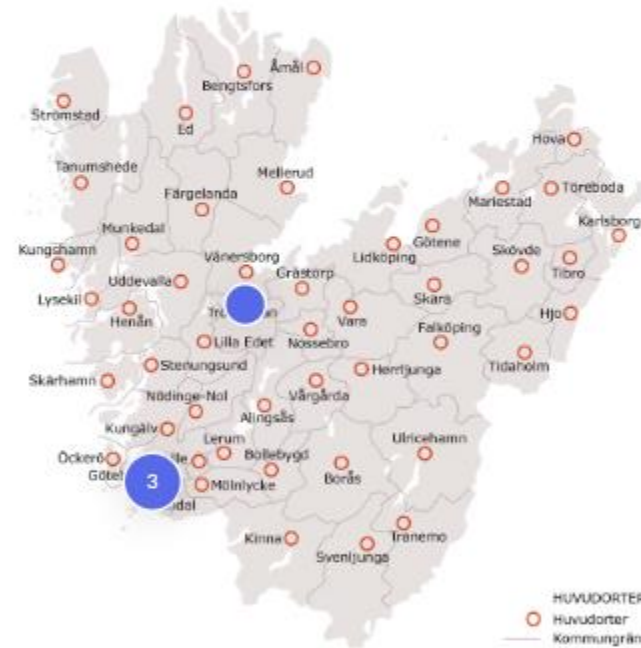 Åmål
Bengtsfors
Strömstad
Ed
Hova
Tanumshede
Mellerud
Töreboda
Mariestad
Färgelanda
Karlsborg
Munkedal
Götene
Kungshamn
Vänersborg
Lidköping
Skövde
Tibro
Uddevalla
Grästorp
Skara
Lysekil
Henån
Vara
Hjo
Falköping
Lilla Edet
Nossebro
Tidaholm
Stenungsund
Herrljunga
Skärhamn
Vårgårda
Nödinge-Nol
Alingsås
Kungälv
Ulricehamn
Lerum
Öckerö
Bollebygd
Borås
3
Mölnlycke
Tranemo
Kinna
Svenljunga
HUVUDORTER
Huvudorter
Kommungrän